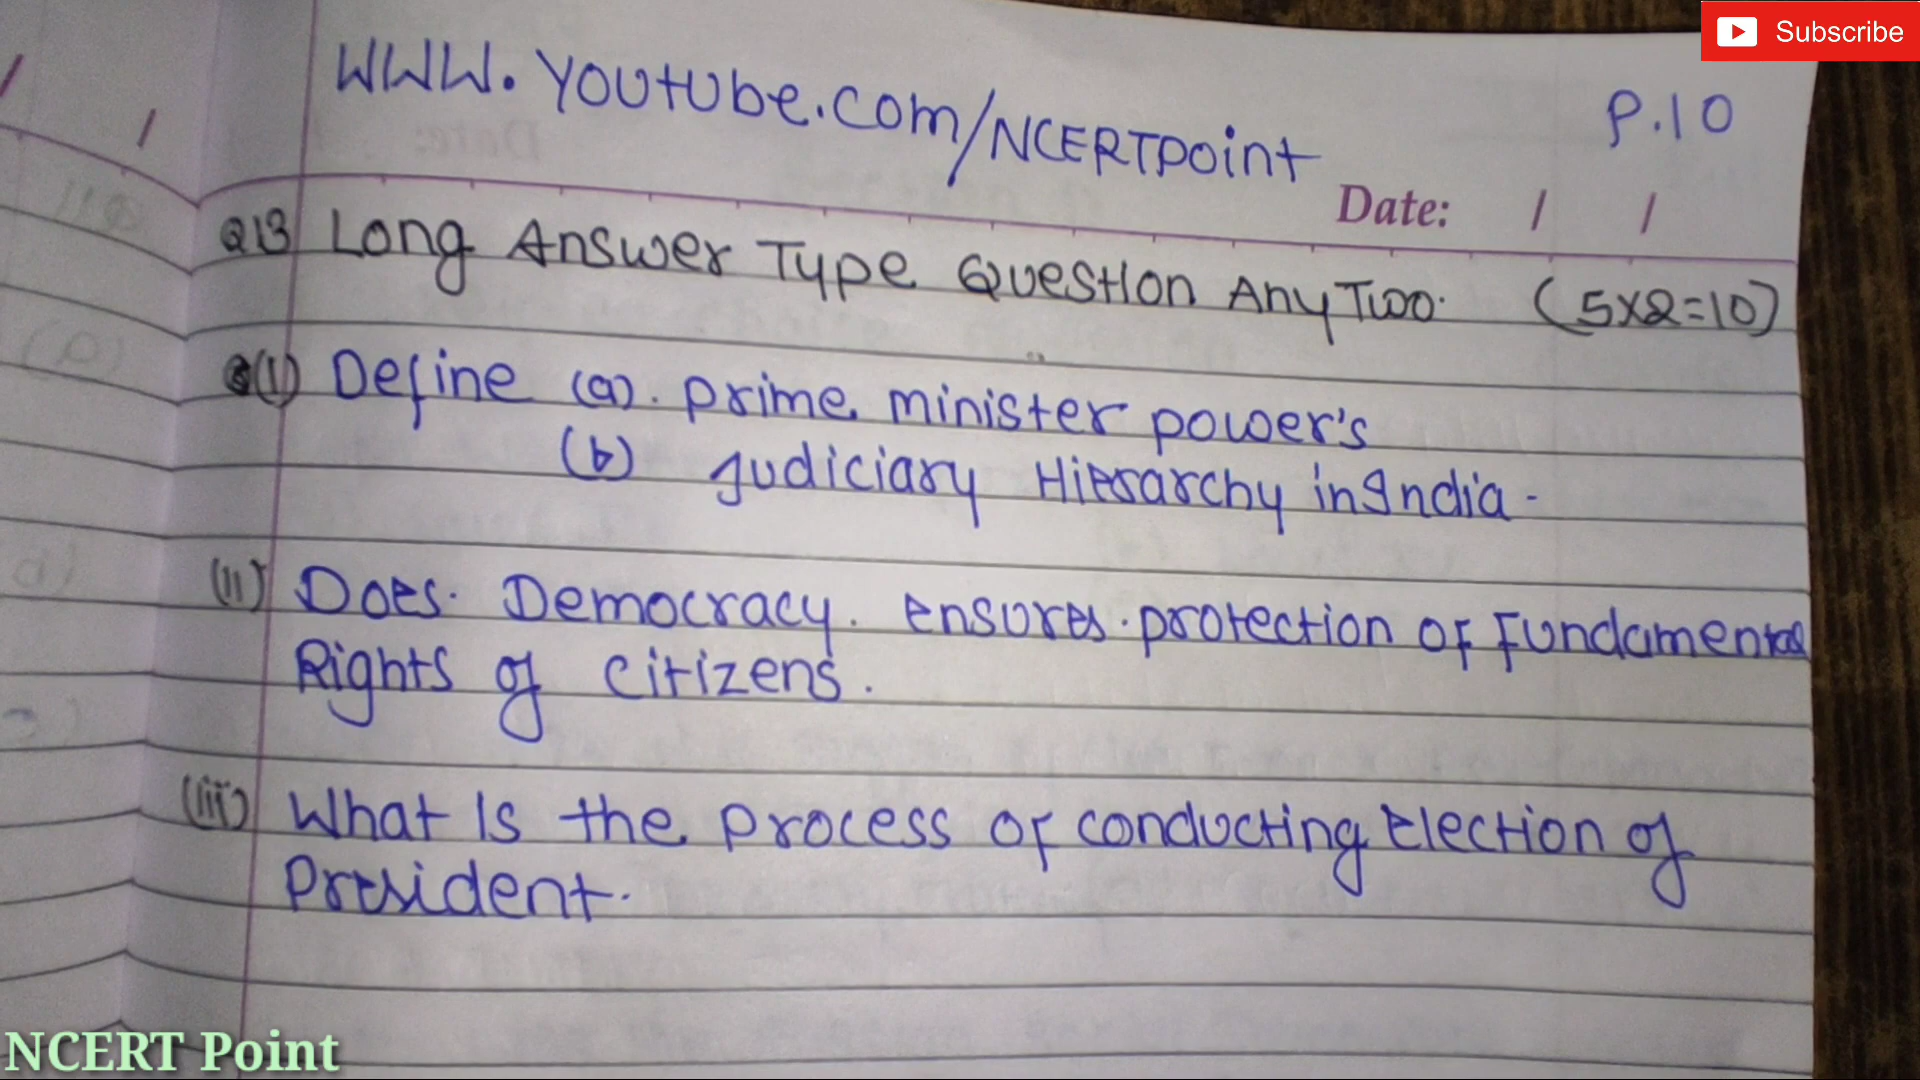 Subscribe
WWW.YOUTUbe.com/NCERTPOint
P.10
Date: / /
Q13 Long Answer Type Question Any Two. (5x2=10)
(1) Define (a). prime minister power's
(b) Judiciary Hierarchy in India -
(ii) Does. Democracy. ensures. protection of Fundamental
Rights of citizens.
(iii) What Is the process of conducting Election of
President.
NCERT Point